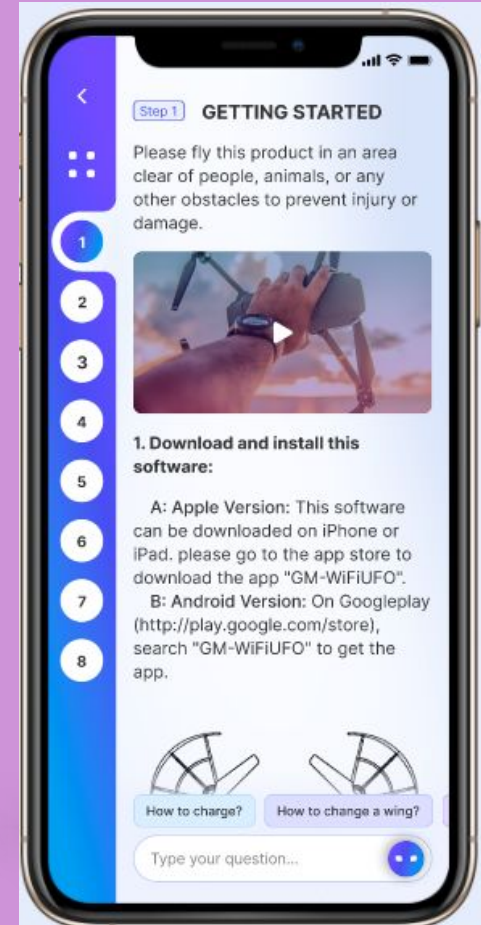 Step 1 GETTING STARTED
Please fly this product in an area
clear of people, animals, or any
other obstacles to prevent injury or
damage.
1
2
3
4
5
6
7
8
1. Download and install this
software:
A: Apple Version: This software
can be downloaded on iPhone or
iPad. please go to the app store to
download the app "GM-WiFiUFO".
B: Android Version: On Googleplay
(http://play.google.com/store),
search "GM-WiFiUFO" to get the
app.
How to charge? How to change a wing?
Type your question...